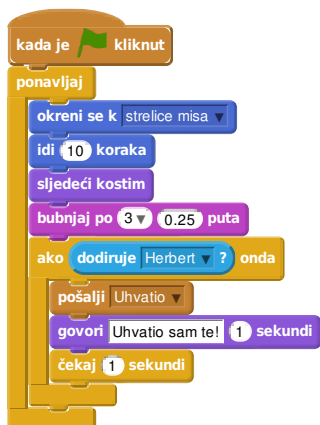 kada je kliknut
ponavljaj
okreni se k strelice misa
idi 10 koraka
sljedeći kostim
bubnjaj po 3 0.25 puta
ako dodiruje Herbert ? onda
pošalji Uhvatio
govori Uhvatio sam te! 1 sekundi
čekaj 1 sekundi